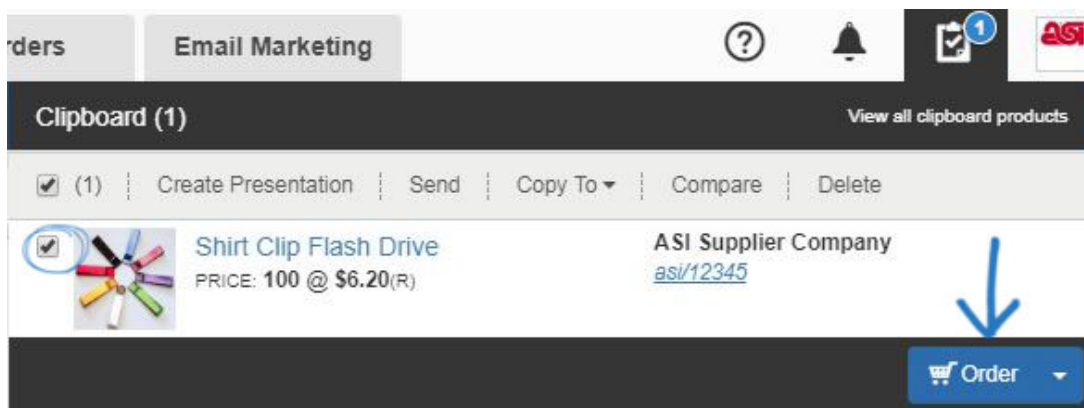 rders Email Marketing 1 asi
Clipboard (1) View all clipboard products
(1) Create Presentation Send Copy To Compare Delete
Shirt Clip Flash Drive ASI Supplier Company
PRICE: 100 @ $6.20(R) asi/12345
Order